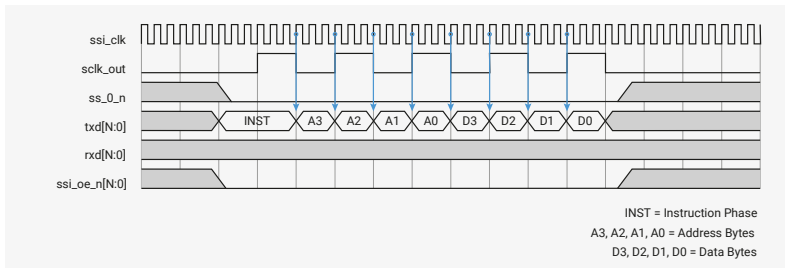 ssi_clk
sclk_out
ss_0_n
txd[N:0] INST A3 A2 A1 A0 D3 D2 D1 D0
rxd[N:0]
ssi_oe_n[N:0]
INST = Instruction Phase
A3, A2, A1, A0 = Address Bytes
D3, D2, D1, D0 = Data Bytes